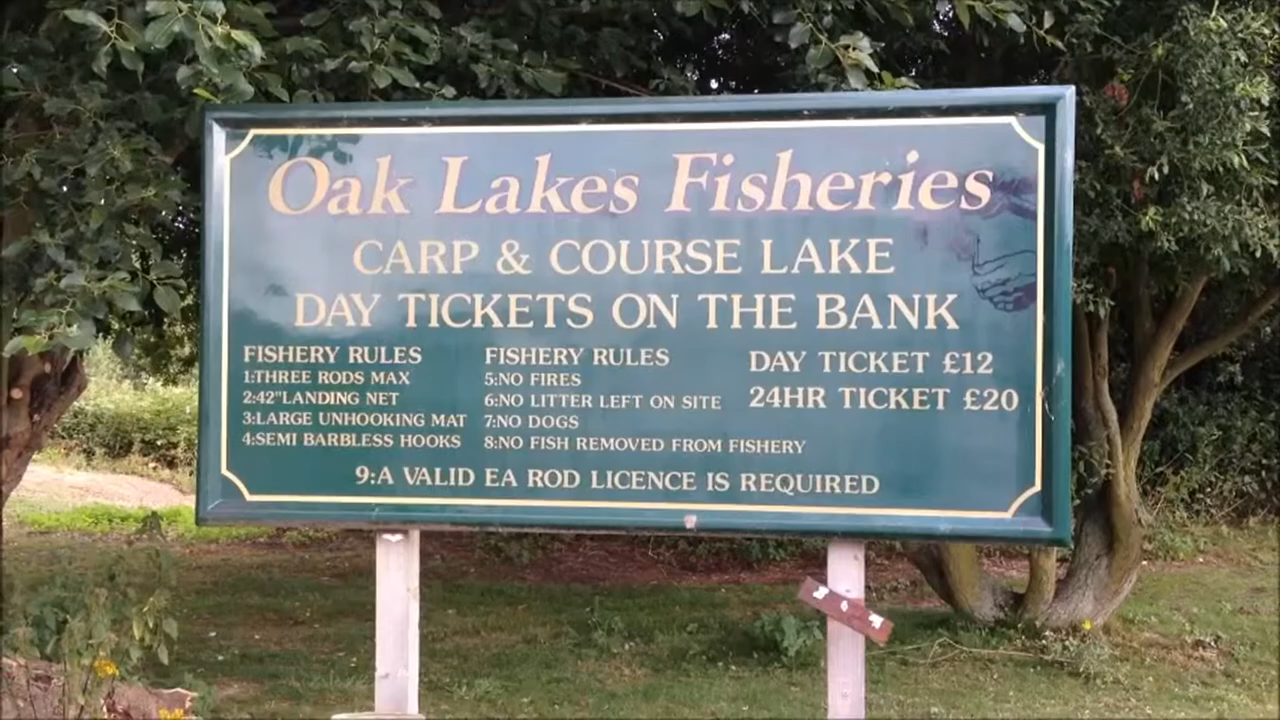 Oak Lakes Fisheries
CARP & COURSE LAKE
DAY TICKETS ON THE BANK
FISHERY RULES
1:THREE RODS MAX
2:42"LANDING NET
3:LARGE UNHOOKING MAT
4:SEMI BARBLESS HOOKS
FISHERY RULES
5:NO FIRES
6:NO LITTER LEFT ON SITE
7:NO DOGS
8:NO FISH REMOVED FROM FISHERY
DAY TICKET £12
24HR TICKET £20
9:A VALID EA ROD LICENCE IS REQUIRED